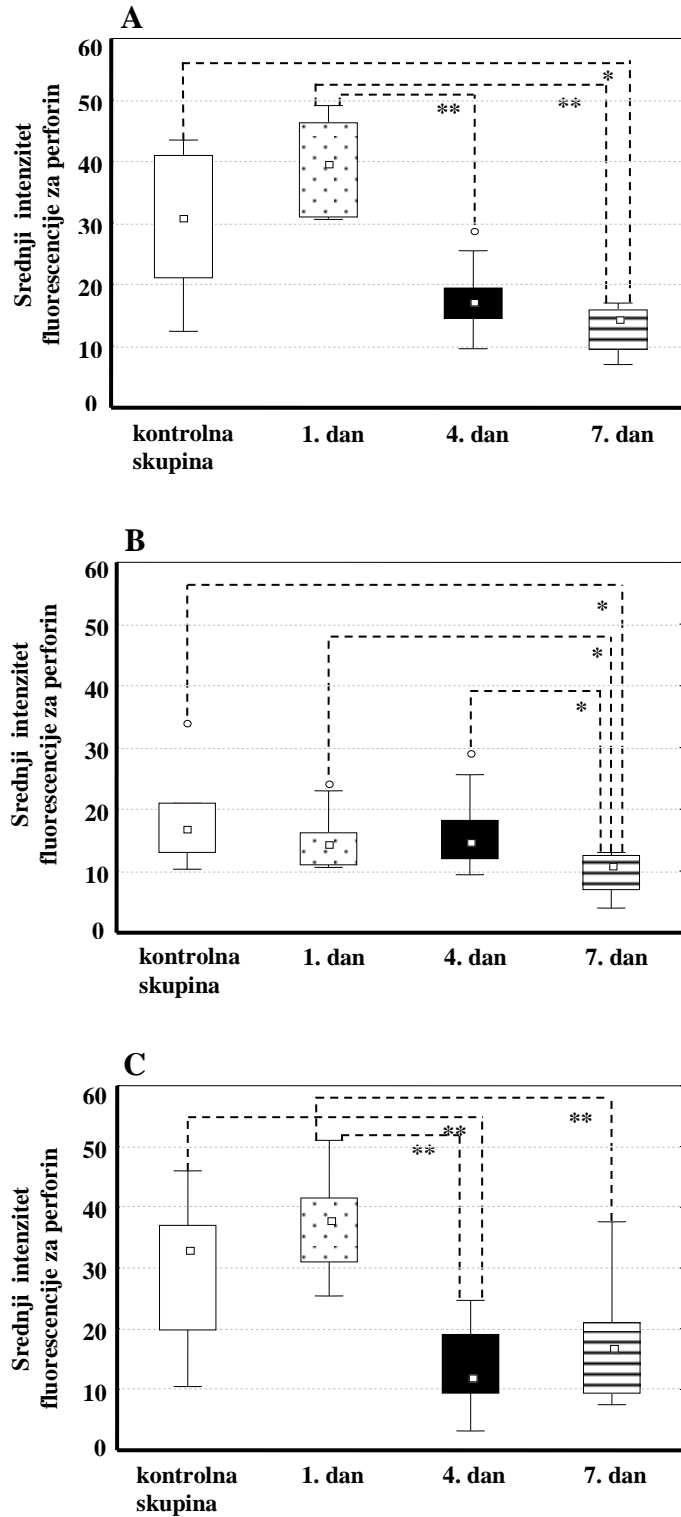 A
Srednji intenzitet
fluorescencije za perforin
60
50
40
30
20
10
0
*
**
**
kontrolna
skupina
1. dan
4. dan
7. dan
B
Srednji intenzitet
fluorescencije za perforin
60
50
40
30
20
10
0
*
*
*
kontrolna
skupina
1. dan
4. dan
7. dan
C
Srednji intenzitet
fluorescencije za perforin
60
50
40
30
20
10
0
**
**
**
kontrolna
skupina
1. dan
4. dan
7. dan